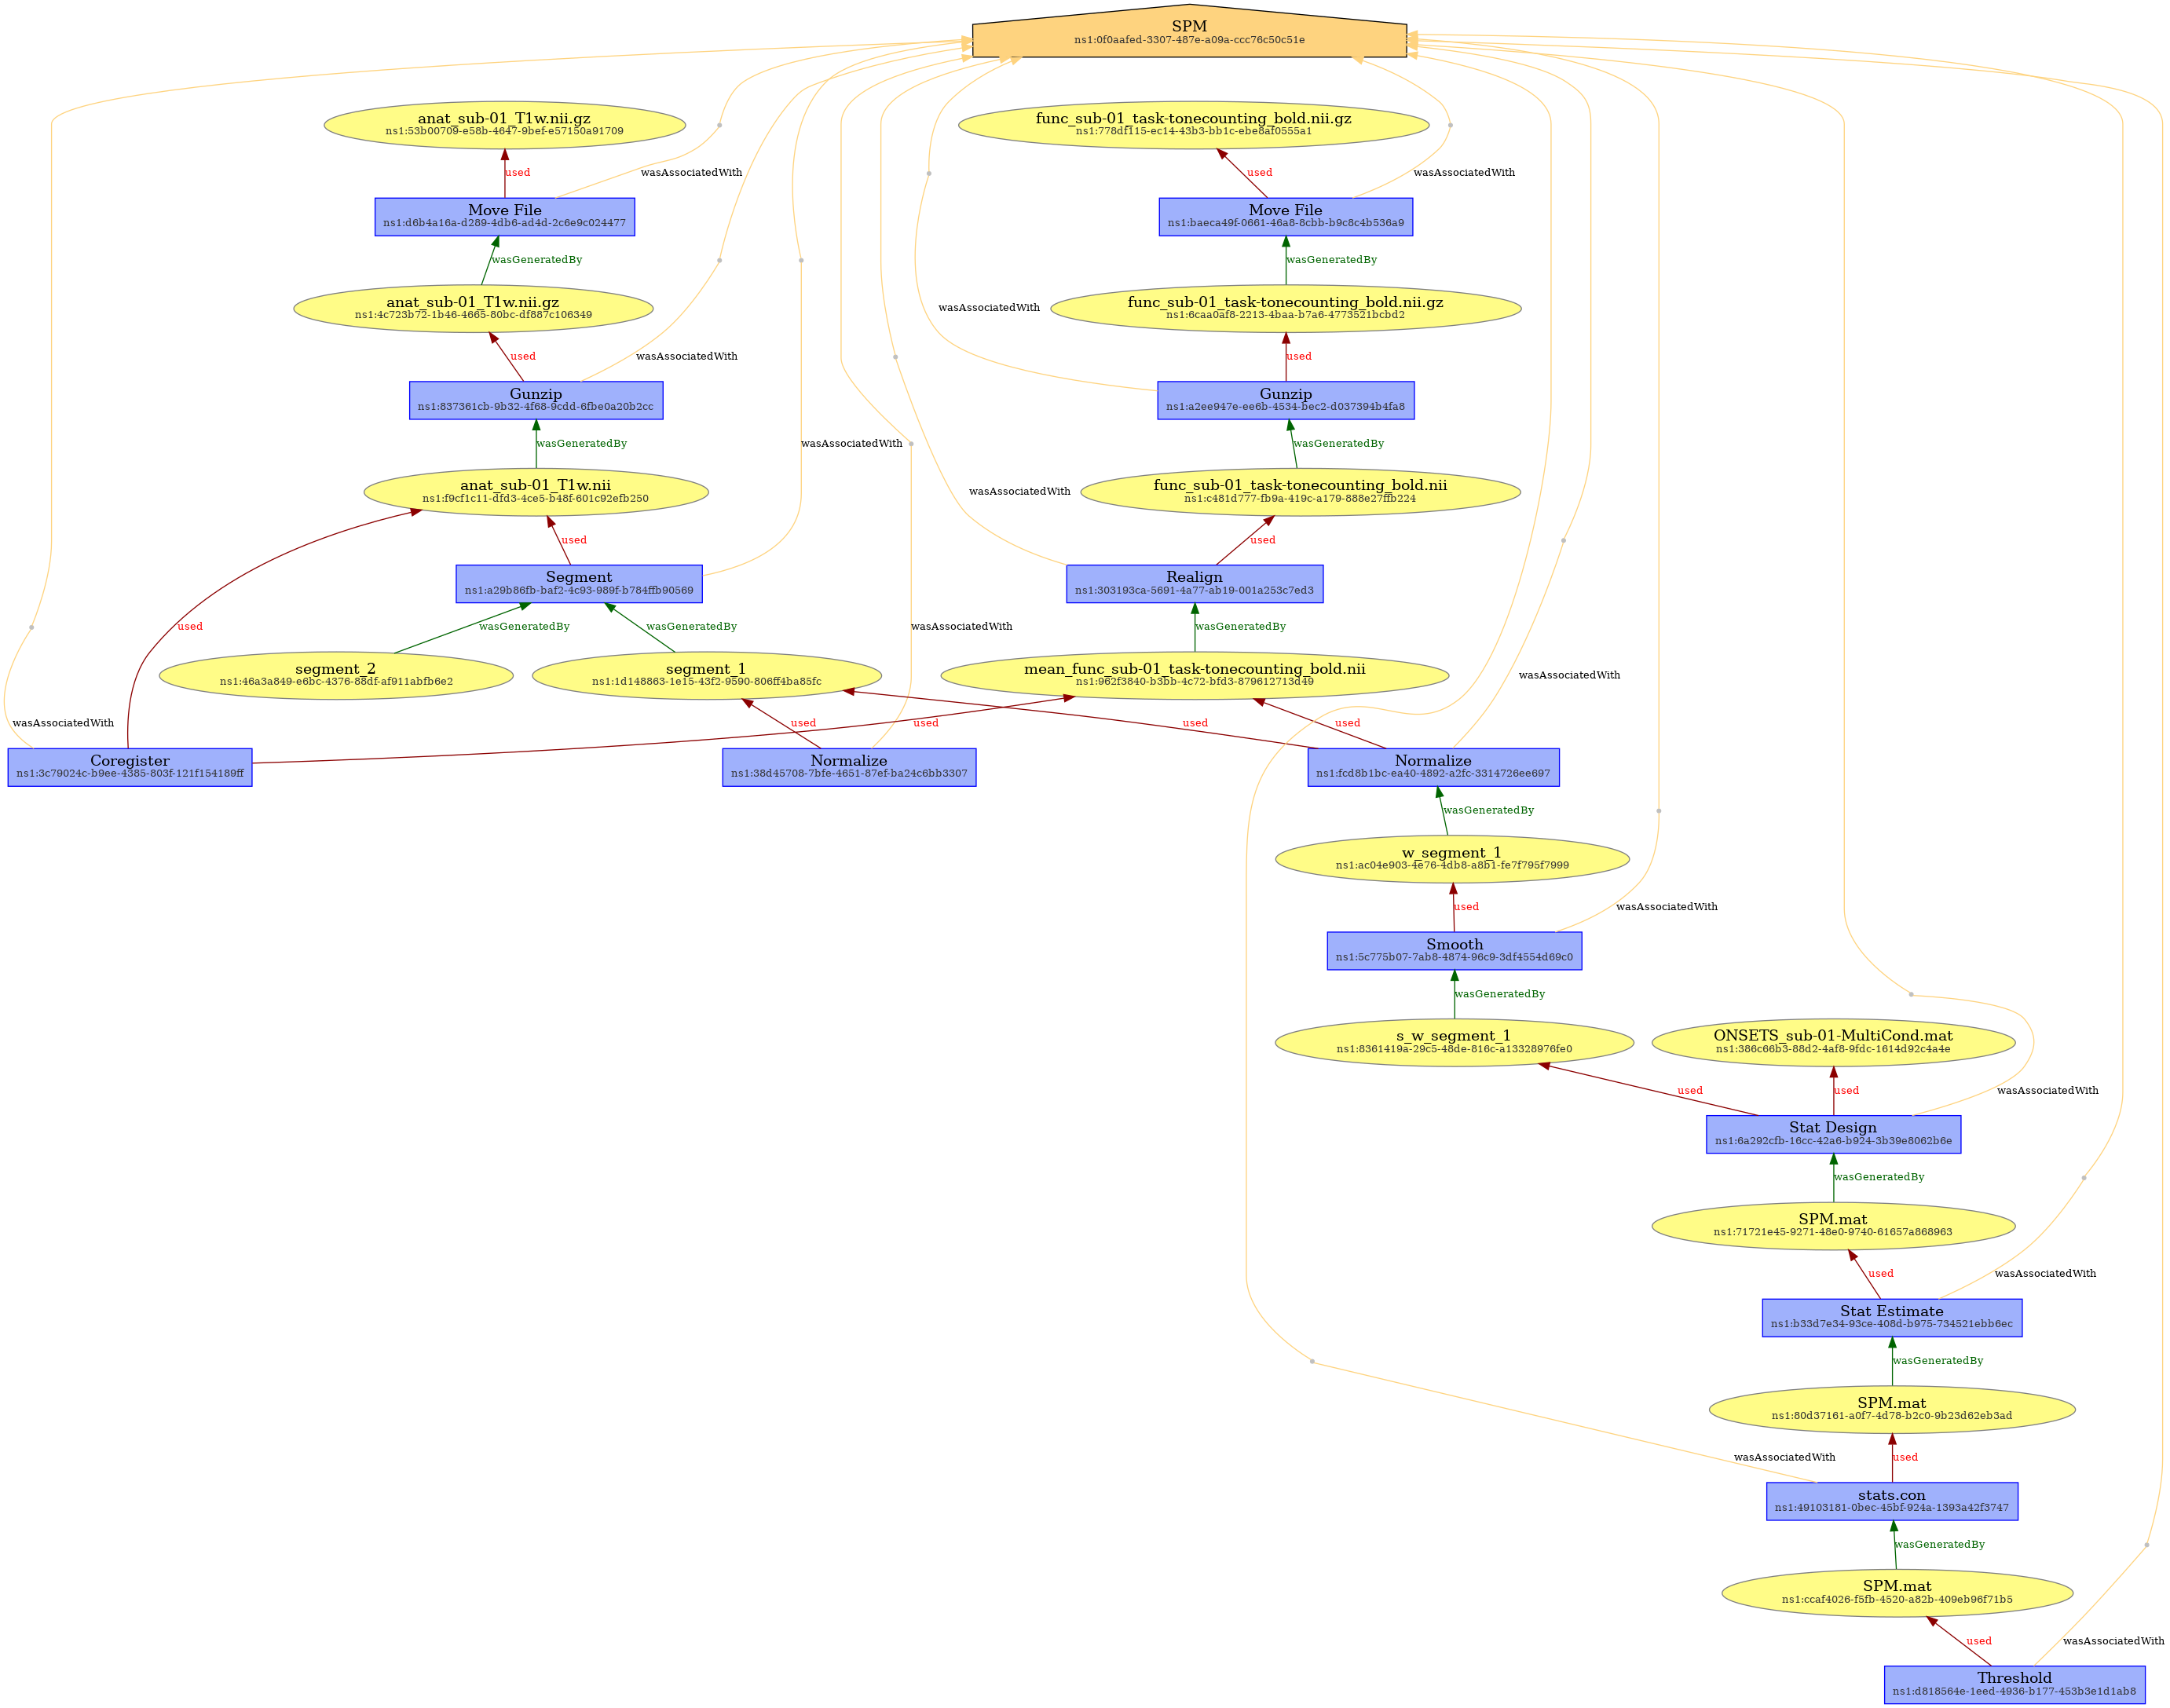 SPM
ns1:0f0aafed-3307-487e-a09a-ccc76c50c51e
anat_sub-01_T1w.nii.gz
ns1:53b00709-e58b-4647-9bef-e57150a91709
func_sub-01_task-tonecounting_bold.nii.gz
ns1:778df115-ec14-43b3-bb1c-ebe8af0555a1
used
wasAssociatedWith
used
wasAssociatedWith
Move File
ns1:d6b4a16a-d289-4db6-ad4d-2c6e9c024477
Move File
ns1:baeca49f-0661-46a8-8cbb-b9c8c4b536a9
wasGeneratedBy
wasGeneratedBy
anat_sub-01_T1w.nii.gz
ns1:4c723b72-1b46-4665-80bc-df887c106349
wasAssociatedWith
func_sub-01_task-tonecounting_bold.nii.gz
ns1:6caa0af8-2213-4baa-b7a6-4773521bcbd2
used
wasAssociatedWith
used
Gunzip
ns1:837361cb-9b32-4f68-9cdd-6fbe0a20b2cc
Gunzip
ns1:a2ee947e-ee6b-4534-bec2-d037394b4fa8
wasGeneratedBy
wasAssociatedWith
wasGeneratedBy
anat_sub-01_T1w.nii
ns1:f9cf1c11-dfd3-4ce5-b48f-601c92efb250
wasAssociatedWith
func_sub-01_task-tonecounting_bold.nii
ns1:c481d777-fb9a-419c-a179-888e27ffb224
used
used
Segment
ns1:a29b86fb-baf2-4c93-989f-b784ffb90569
Realign
ns1:303193ca-5691-4a77-ab19-001a253c7ed3
used
wasGeneratedBy
wasGeneratedBy
wasAssociatedWith
wasGeneratedBy
segment_2
ns1:46a3a849-e6bc-4376-88df-af911abfb6e2
segment_1
ns1:1d148863-1e15-43f2-9590-806ff4ba85fc
mean_func_sub-01_task-tonecounting_bold.nii
ns1:962f3840-b3bb-4c72-bfd3-879612713d49
wasAssociatedWith
wasAssociatedWith
used
used
used
used
Coregister
ns1:3c79024c-b9ee-4385-803f-121f154189ff
Normalize
ns1:38d45708-7bfe-4651-87ef-ba24c6bb3307
Normalize
ns1:fcd8b1bc-ea40-4892-a2fc-3314726ee697
wasGeneratedBy
w_segment_1
ns1:ac04e903-4e76-4db8-a8b1-fe7f795f7999
used
wasAssociatedWith
Smooth
ns1:5c775b07-7ab8-4874-96c9-3df4554d69c0
wasGeneratedBy
s_w_segment_1
ns1:8361419a-29c5-48de-816c-a13328976fe0
ONSETS_sub-01-MultiCond.mat
ns1:386c66b3-88d2-4af8-9fdc-1614d92c4a4e
used
used
wasAssociatedWith
Stat Design
ns1:6a292cfb-16cc-42a6-b924-3b39e8062b6e
wasGeneratedBy
SPM.mat
ns1:71721e45-9271-48e0-9740-61657a868963
used
wasAssociatedWith
Stat Estimate
ns1:b33d7e34-93ce-408d-b975-734521ebb6ec
wasGeneratedBy
SPM.mat
ns1:80d37161-a0f7-4d78-b2c0-9b23d62eb3ad
wasAssociatedWith
used
stats.con
ns1:49103181-0bec-45bf-924a-1393a42f3747
wasGeneratedBy
SPM.mat
ns1:ccaf4026-f5fb-4520-a82b-409eb96f71b5
used
wasAssociatedWith
Threshold
ns1:d818564e-1eed-4936-b177-453b3e1d1ab8